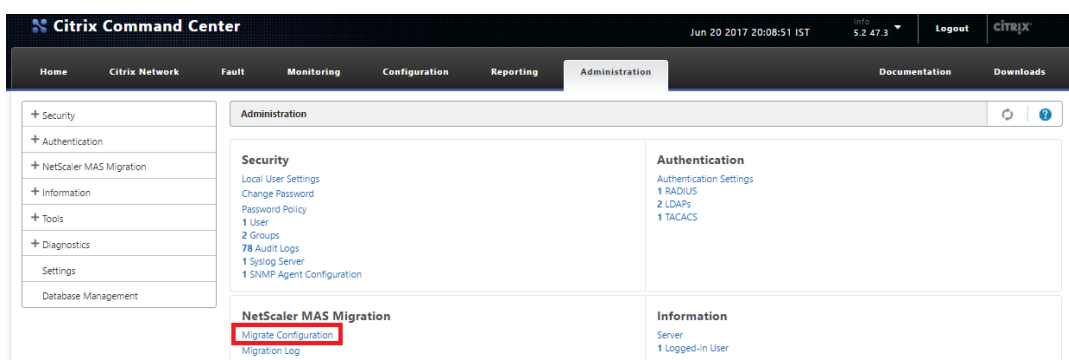 Citrix Command Center
Jun 20 2017 20:08:51 IST
Info
5.2 47.3
Logout
CİTRIX
Home Citrix Network Fault Monitoring Configuration Reporting Administration Documentation Downloads
+ Security
+ Authentication
+ NetScaler MAS Migration
+ Information
+ Tools
+ Diagnostics
Settings
Database Management
Administration
?
Security
Local User Settings
Change Password
Password Policy
1 User
2 Groups
78 Audit Logs
1 Syslog Server
1 SNMP Agent Configuration
Authentication
Authentication Settings
1 RADIUS
2 LDAPs
1 TACACS
NetScaler MAS Migration
Migrate Configuration
Migration Log
Information
Server
1 Logged-in User